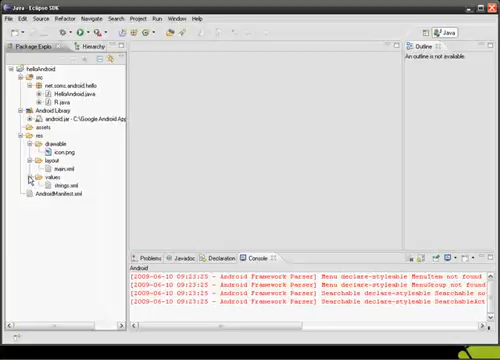 Java - Eclipse SDK
File Edit Source Refactor Navigate Search Project Run Window Help
Java
Package Explo
Hierarchy
Outline
An outline is not available.
helloAndroid
src
net.soms.android.hello
HelloAndroid.java
R.java
Android Library
android.jar - C:\Google Android\
assets
res
drawable
icon.png
layout
main.xml
values
strings.xml
AndroidManifest.xml
Problems Javadoc Declaration Console
Android
[2009-06-10 09:23:25 - Android Framework Parser] Menu declare-styleable MenuItem not found
[2009-06-10 09:23:25 - Android Framework Parser] Menu declare-styleable MenuGroup not found
[2009-06-10 09:23:25 - Android Framework Parser] Searchable declare-styleable Searchable no
[2009-06-10 09:23:25 - Android Framework Parser] Searchable declare-styleable SearchableAct